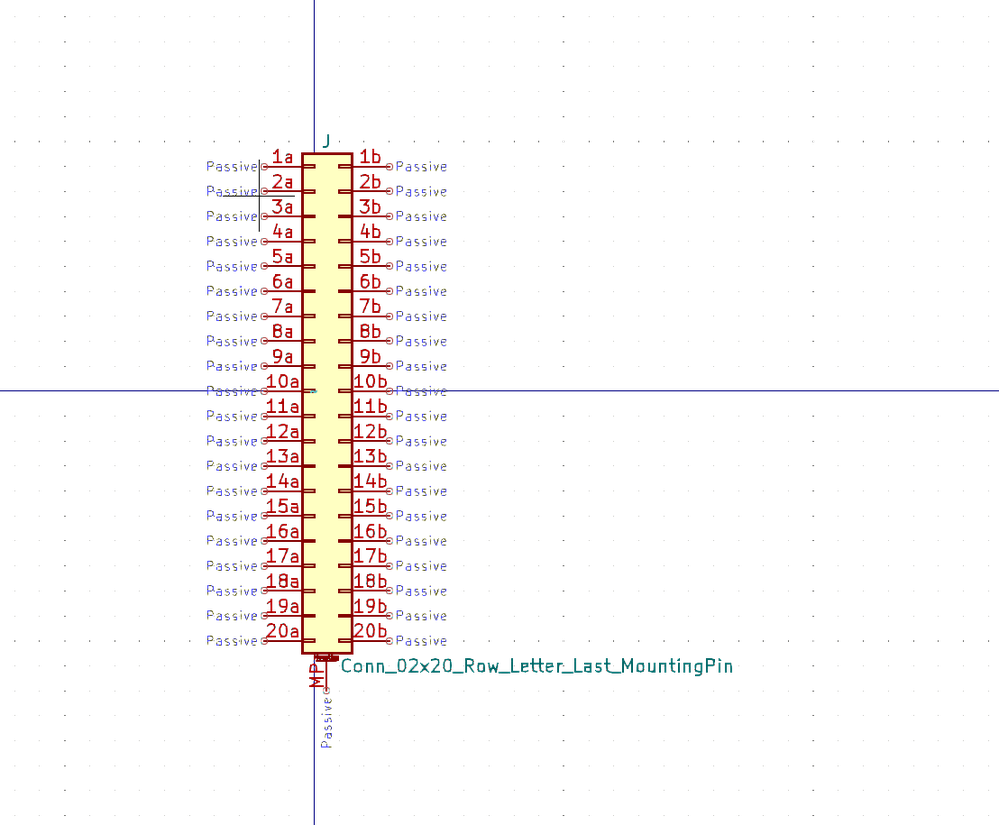 J
Passive 1a 1b Passive
Passive 2a 2b Passive
Passive 3a 3b Passive
Passive 4a 4b Passive
Passive 5a 5b Passive
Passive 6a 6b Passive
Passive 7a 7b Passive
Passive 8a 8b Passive
Passive 9a 9b Passive
Passive 10a 10b Passive
Passive 11a 11b Passive
Passive 12a 12b Passive
Passive 13a 13b Passive
Passive 14a 14b Passive
Passive 15a 15b Passive
Passive 16a 16b Passive
Passive 17a 17b Passive
Passive 18a 18b Passive
Passive 19a 19b Passive
Passive 20a 20b Passive
MP Conn_02x20_Row_Letter_Last_MountingPin
Passive